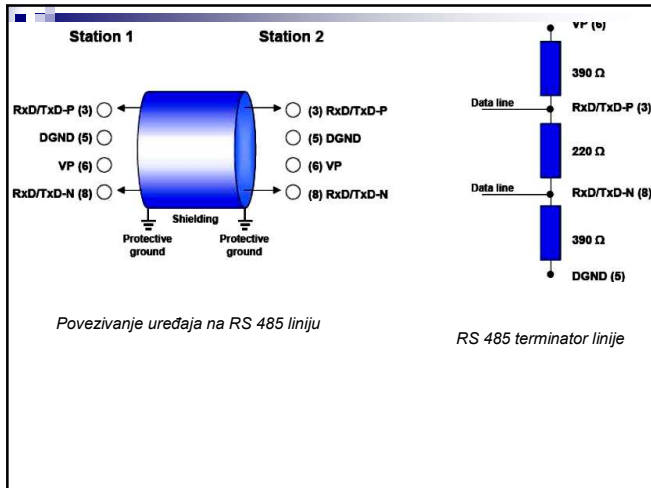 Station 1
Station 2
RxD/TxD-P (3)
(3) RxD/TxD-P
DGND (5)
(5) DGND
VP (6)
(6) VP
RxD/TxD-N (8)
(8) RxD/TxD-N
Shielding
Protective
ground
Protective
ground
Povezivanje uređaja na RS 485 liniju
VP (6)
390 Ω
Data line
RxD/TxD-P (3)
220 Ω
Data line
RxD/TxD-N (8)
390 Ω
DGND (5)
RS 485 terminator linije